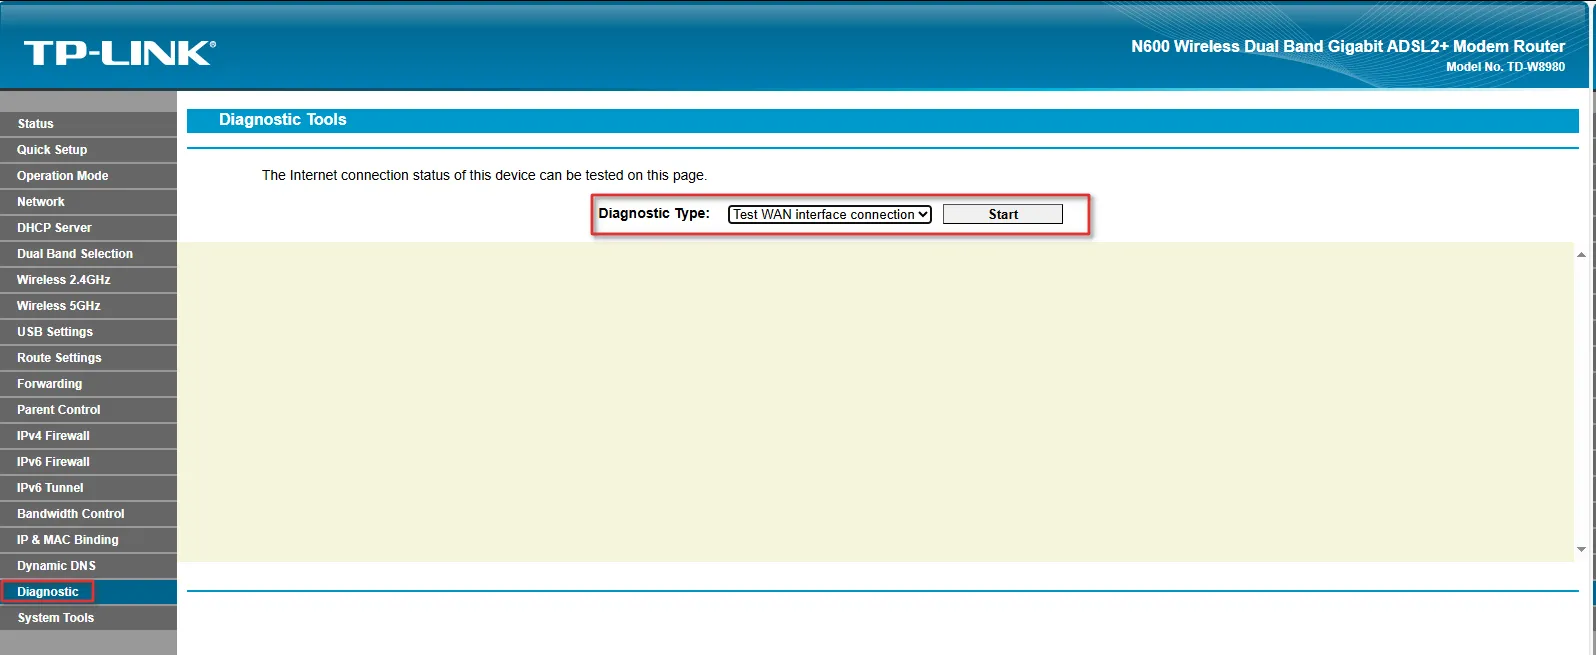 TP-LINK®
N600 Wireless Dual Band Gigabit ADSL2+ Modem Router
Model No. TD-W8980
Status
Quick Setup
Operation Mode
Network
DHCP Server
Dual Band Selection
Wireless 2.4GHz
Wireless 5GHz
USB Settings
Route Settings
Forwarding
Parent Control
IPv4 Firewall
IPv6 Firewall
IPv6 Tunnel
Bandwidth Control
IP & MAC Binding
Dynamic DNS
Diagnostic
System Tools
Diagnostic Tools
The Internet connection status of this device can be tested on this page.
Diagnostic Type: Test WAN interface connection Start